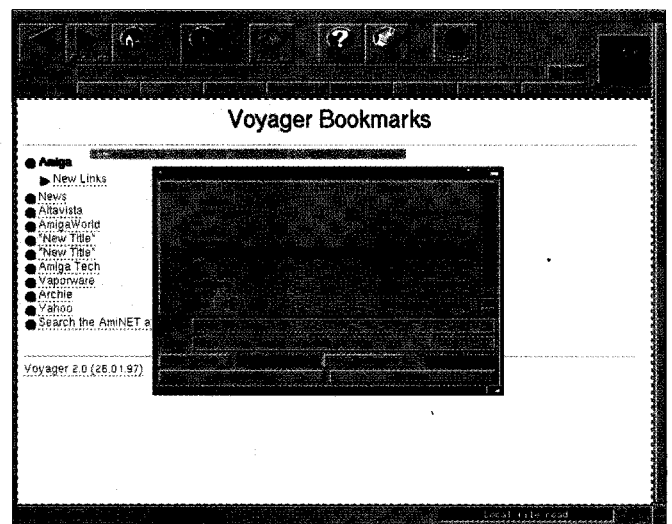 Voyager Bookmarks
Amiga
New Links
News
Altavista
AmigaWorld
"New Title"
"New Title"
Amiga Tech
Vaporware
Archie
Yahoo
Search the AmiNET a
Voyager 2.0 (26.01.97)
Local file read